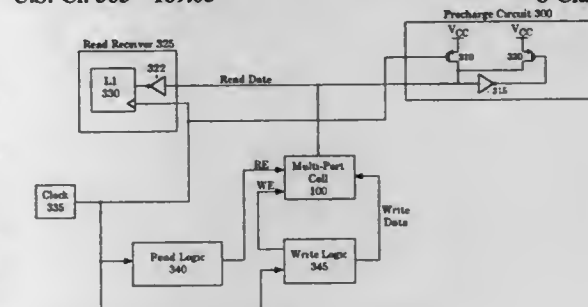 Precharge Circuit 300
Read Receiver 325
VCC VCC
322
310 320
L1
330
Read Data
315
RE
Multi-Port
Cell
100
WE
Clock
335
Write
Data
Read Logic
340
Write Logic
345